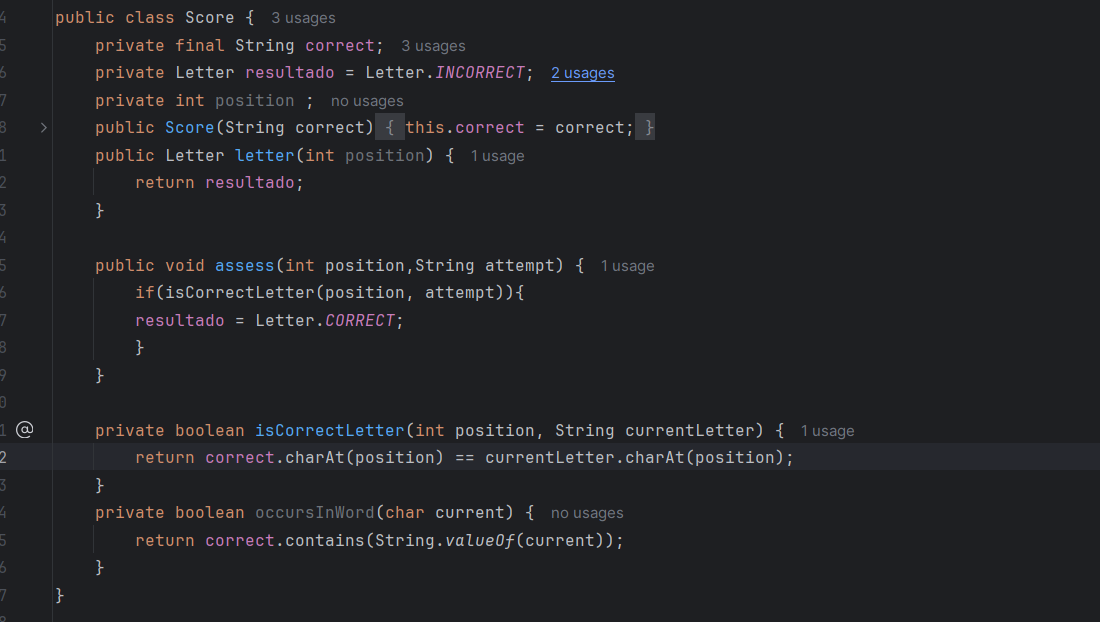 4 public class Score { 3 usages
5 private final String correct; 3 usages
6 private Letter resultado = Letter.INCORRECT; 2 usages
7 private int position ; no usages
8 public Score(String correct) { this.correct = correct; }
1 public Letter letter(int position) { 1 usage
2 return resultado;
3 }
4
5 public void assess(int position,String attempt) { 1 usage
6 if(isCorrectLetter(position, attempt)){
7 resultado = Letter.CORRECT;
8 }
9 }
0
1 @ private boolean isCorrectLetter(int position, String currentLetter) { 1 usage
2 return correct.charAt(position) == currentLetter.charAt(position);
3 }
4 private boolean occursInWord(char current) { no usages
5 return correct.contains(String.valueOf(current));
6 }
7 }
8